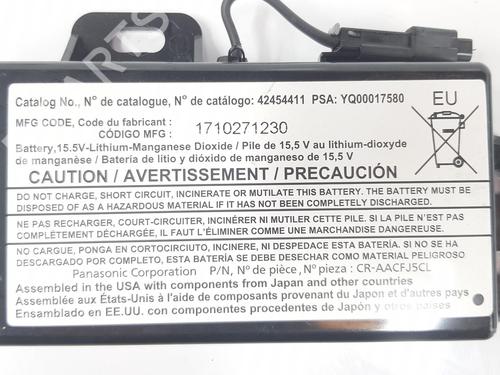 Catalog No., N° de catalogue, N° de catálogo: 42454411 PSA: YQ00017580
EU
MFG CODE, Code du fabricant :
CÓDIGO MFG : 1710271230
Battery,15.5V-Lithium-Manganese Dioxide / Pile de 15,5 V au lithium-dioxyde
de manganèse / Batería de litio y dióxido de manganeso de 15,5 V
CAUTION / AVERTISSEMENT / PRECAUCIÓN
DO NOT CHARGE, SHORT CIRCUIT, INCINERATE OR MUTILATE THIS BATTERY. THE BATTERY MUST BE
DISPOSED OF AS A HAZARDOUS MATERIAL IF IT HAS NOT BEEN COMPLETELY DISCHARGED.
NE PAS RECHARGER, COURT-CIRCUITER, INCINÉRER NI MUTILER CETTE PILE. SI LA PILE N'EST PAS
COMPLÈTEMENT DÉCHARGÉE, IL FAUT L'ÉLIMINER COMME UNE MARCHANDISE DANGEREUSE.
NO CARGUE, PONGA EN CORTOCIRCUITO, INCINERE, NI DESPEDACE ESTA BATERÍA. SI NO SE HA
DESCARGADO POR COMPLETO, ESTA BATERÍA SE DEBE DESECHAR COMO MATERIAL PELIGROSO
Panasonic Corporation P/N, N° de pièce, N° pieza : CR-AACFJ5CL
Assembled in the USA with components from Japan and other countries
Assemblée aux États-Unis à l'aide de composants provenant du Japon et d'autres pays
Ensamblado en EE.UU. con componentes procedentes de Japón y otros países